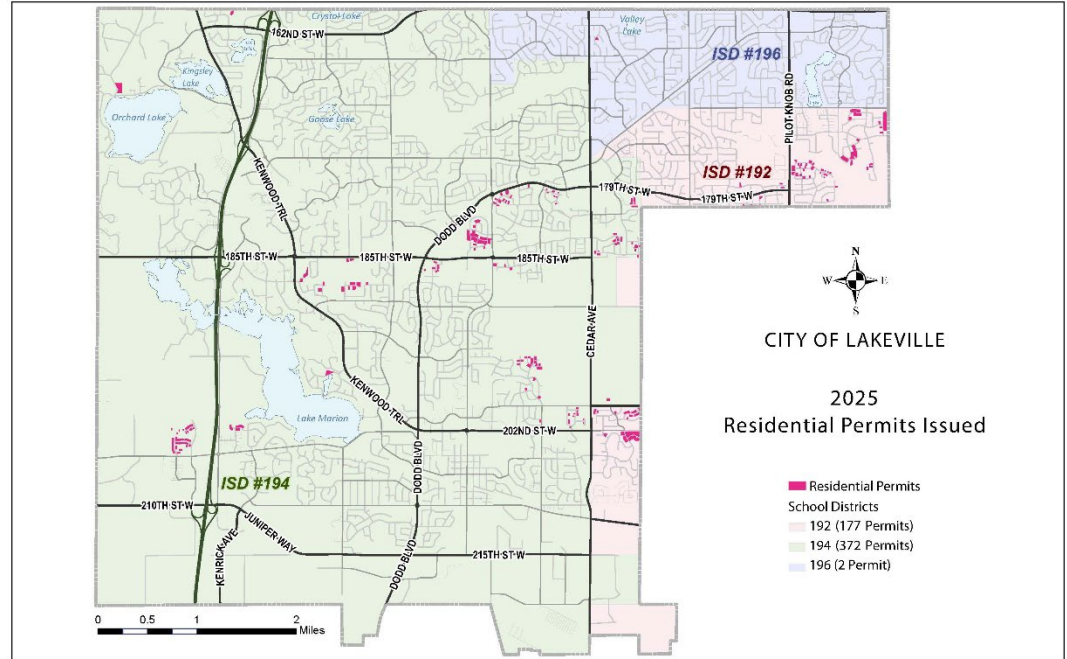 Crystal Lake
162ND ST-W
Valley
Lake
ISD #196
Kingsley
Lake
Orchard Lake
Goose Lake
PILOT-KNOB RD
KENWOOD-TRL
ISD #192
179TH ST-W
179TH ST-W
DODD BLVD
185TH ST-W
185TH ST-W
185TH ST-W
CEDAR-AVE
KENWOOD-TRL
Lake Marion
202ND ST-W
DODD BLVD
ISD #194
210TH ST-W
JUNIPER-WAY
KENRICK-AVE
215TH ST-W
DODD BLVD
0 0.5 1 2
Miles
N
W E
S
CITY OF LAKEVILLE
2025
Residential Permits Issued
Residential Permits
School Districts
192 (177 Permits)
194 (372 Permits)
196 (2 Permit)